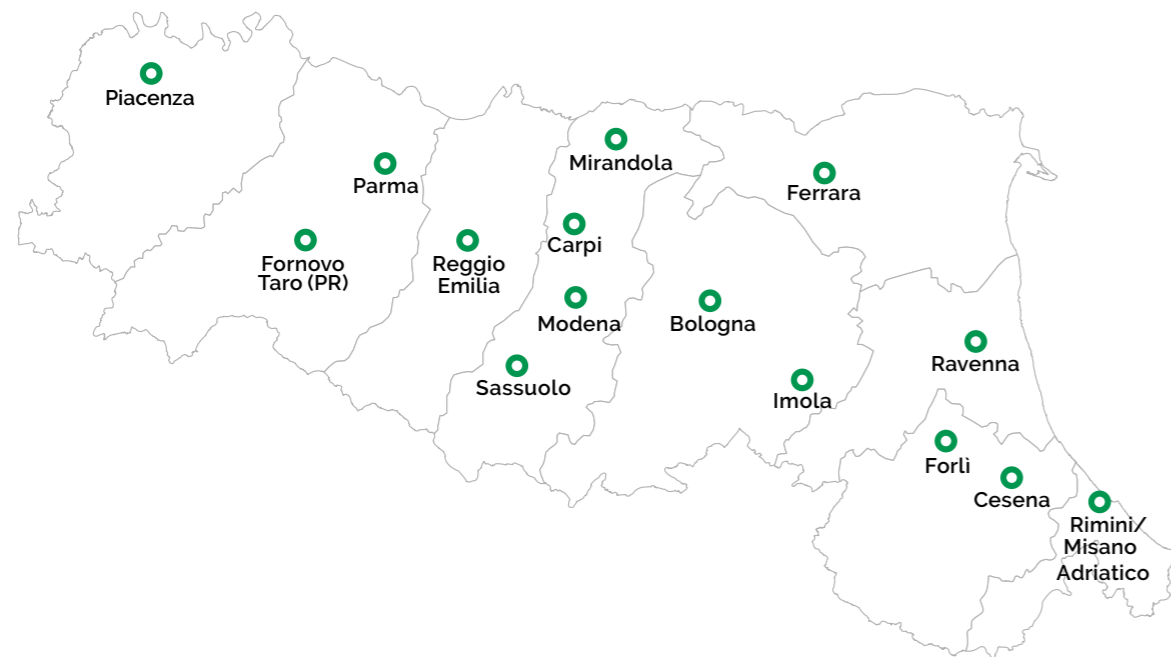 Piacenza
Mirandola
Parma
Ferrara
Carpi
Fornovo
Taro (PR)
Reggio
Emilia
Modena
Bologna
Ravenna
Sassuolo
Imola
Forlì
Cesena
Rimini/
Misano
Adriatico